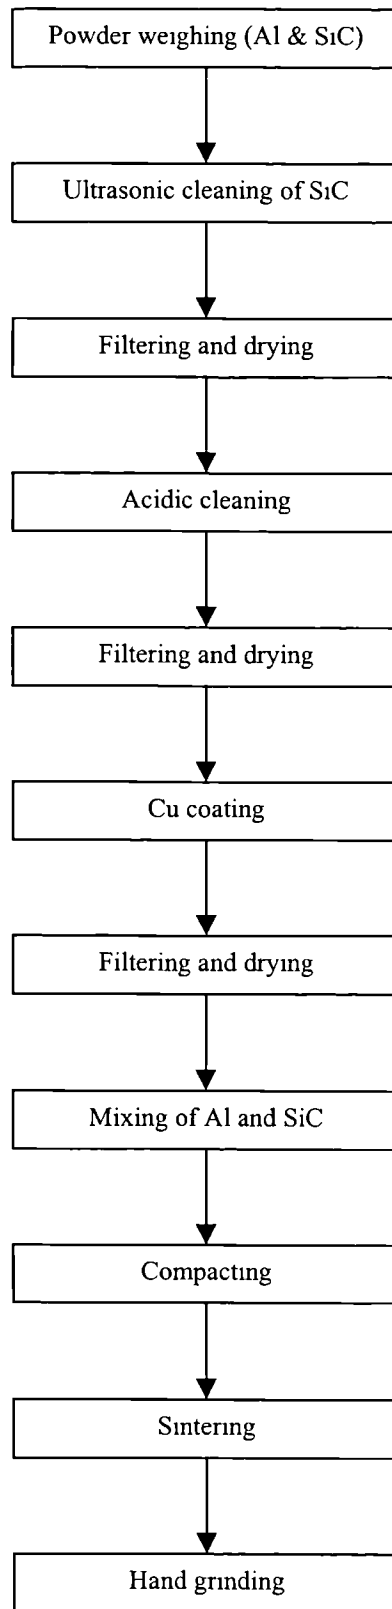 Powder weighing (Al & SiC)
Ultrasonic cleaning of SiC
Filtering and drying
Acidic cleaning
Filtering and drying
Cu coating
Filtering and drying
Mixing of Al and SiC
Compacting
Sintering
Hand grinding